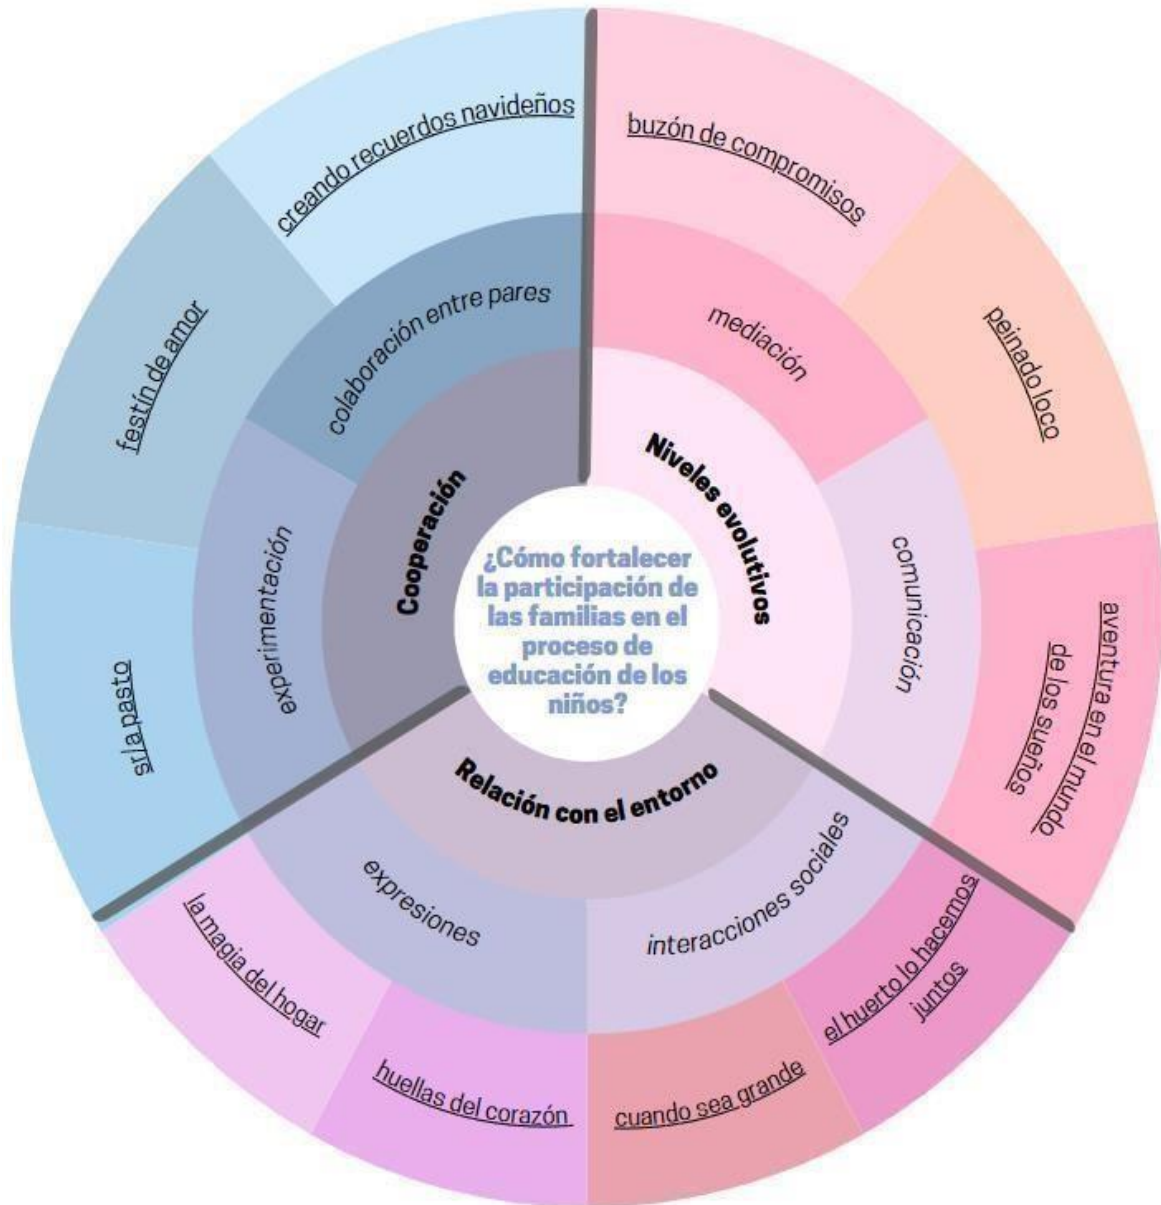 ¿Cómo fortalecer
la participación de
las familias en el
proceso de
educación de los
niños?
Niveles evolutivos
Relación con el entorno
Cooperación
mediación
comunicación
interacciones sociales
expresiones
experimentación
colaboración entre pares
buzón de compromisos
peinado loco
aventura en el mundo
de los sueños
el huerto lo hacemos
juntos
cuando sea grande
huellas del corazón
la magia del hogar
sr/a pasto
festín de amor
creando recuerdos navideños